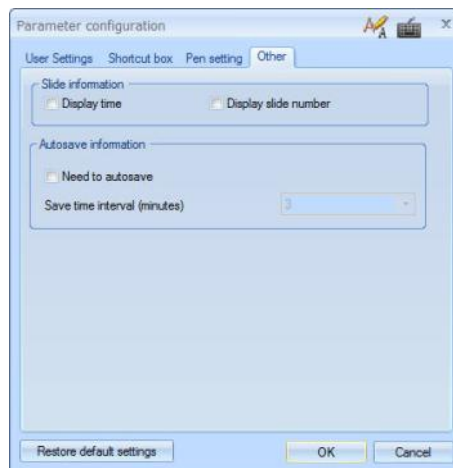 Parameter configuration
User Settings Shortcut box Pen setting Other
Slide information
Display time Display slide number
Autosave information
Need to autosave
Save time interval (minutes) 3
Restore default settings OK Cancel